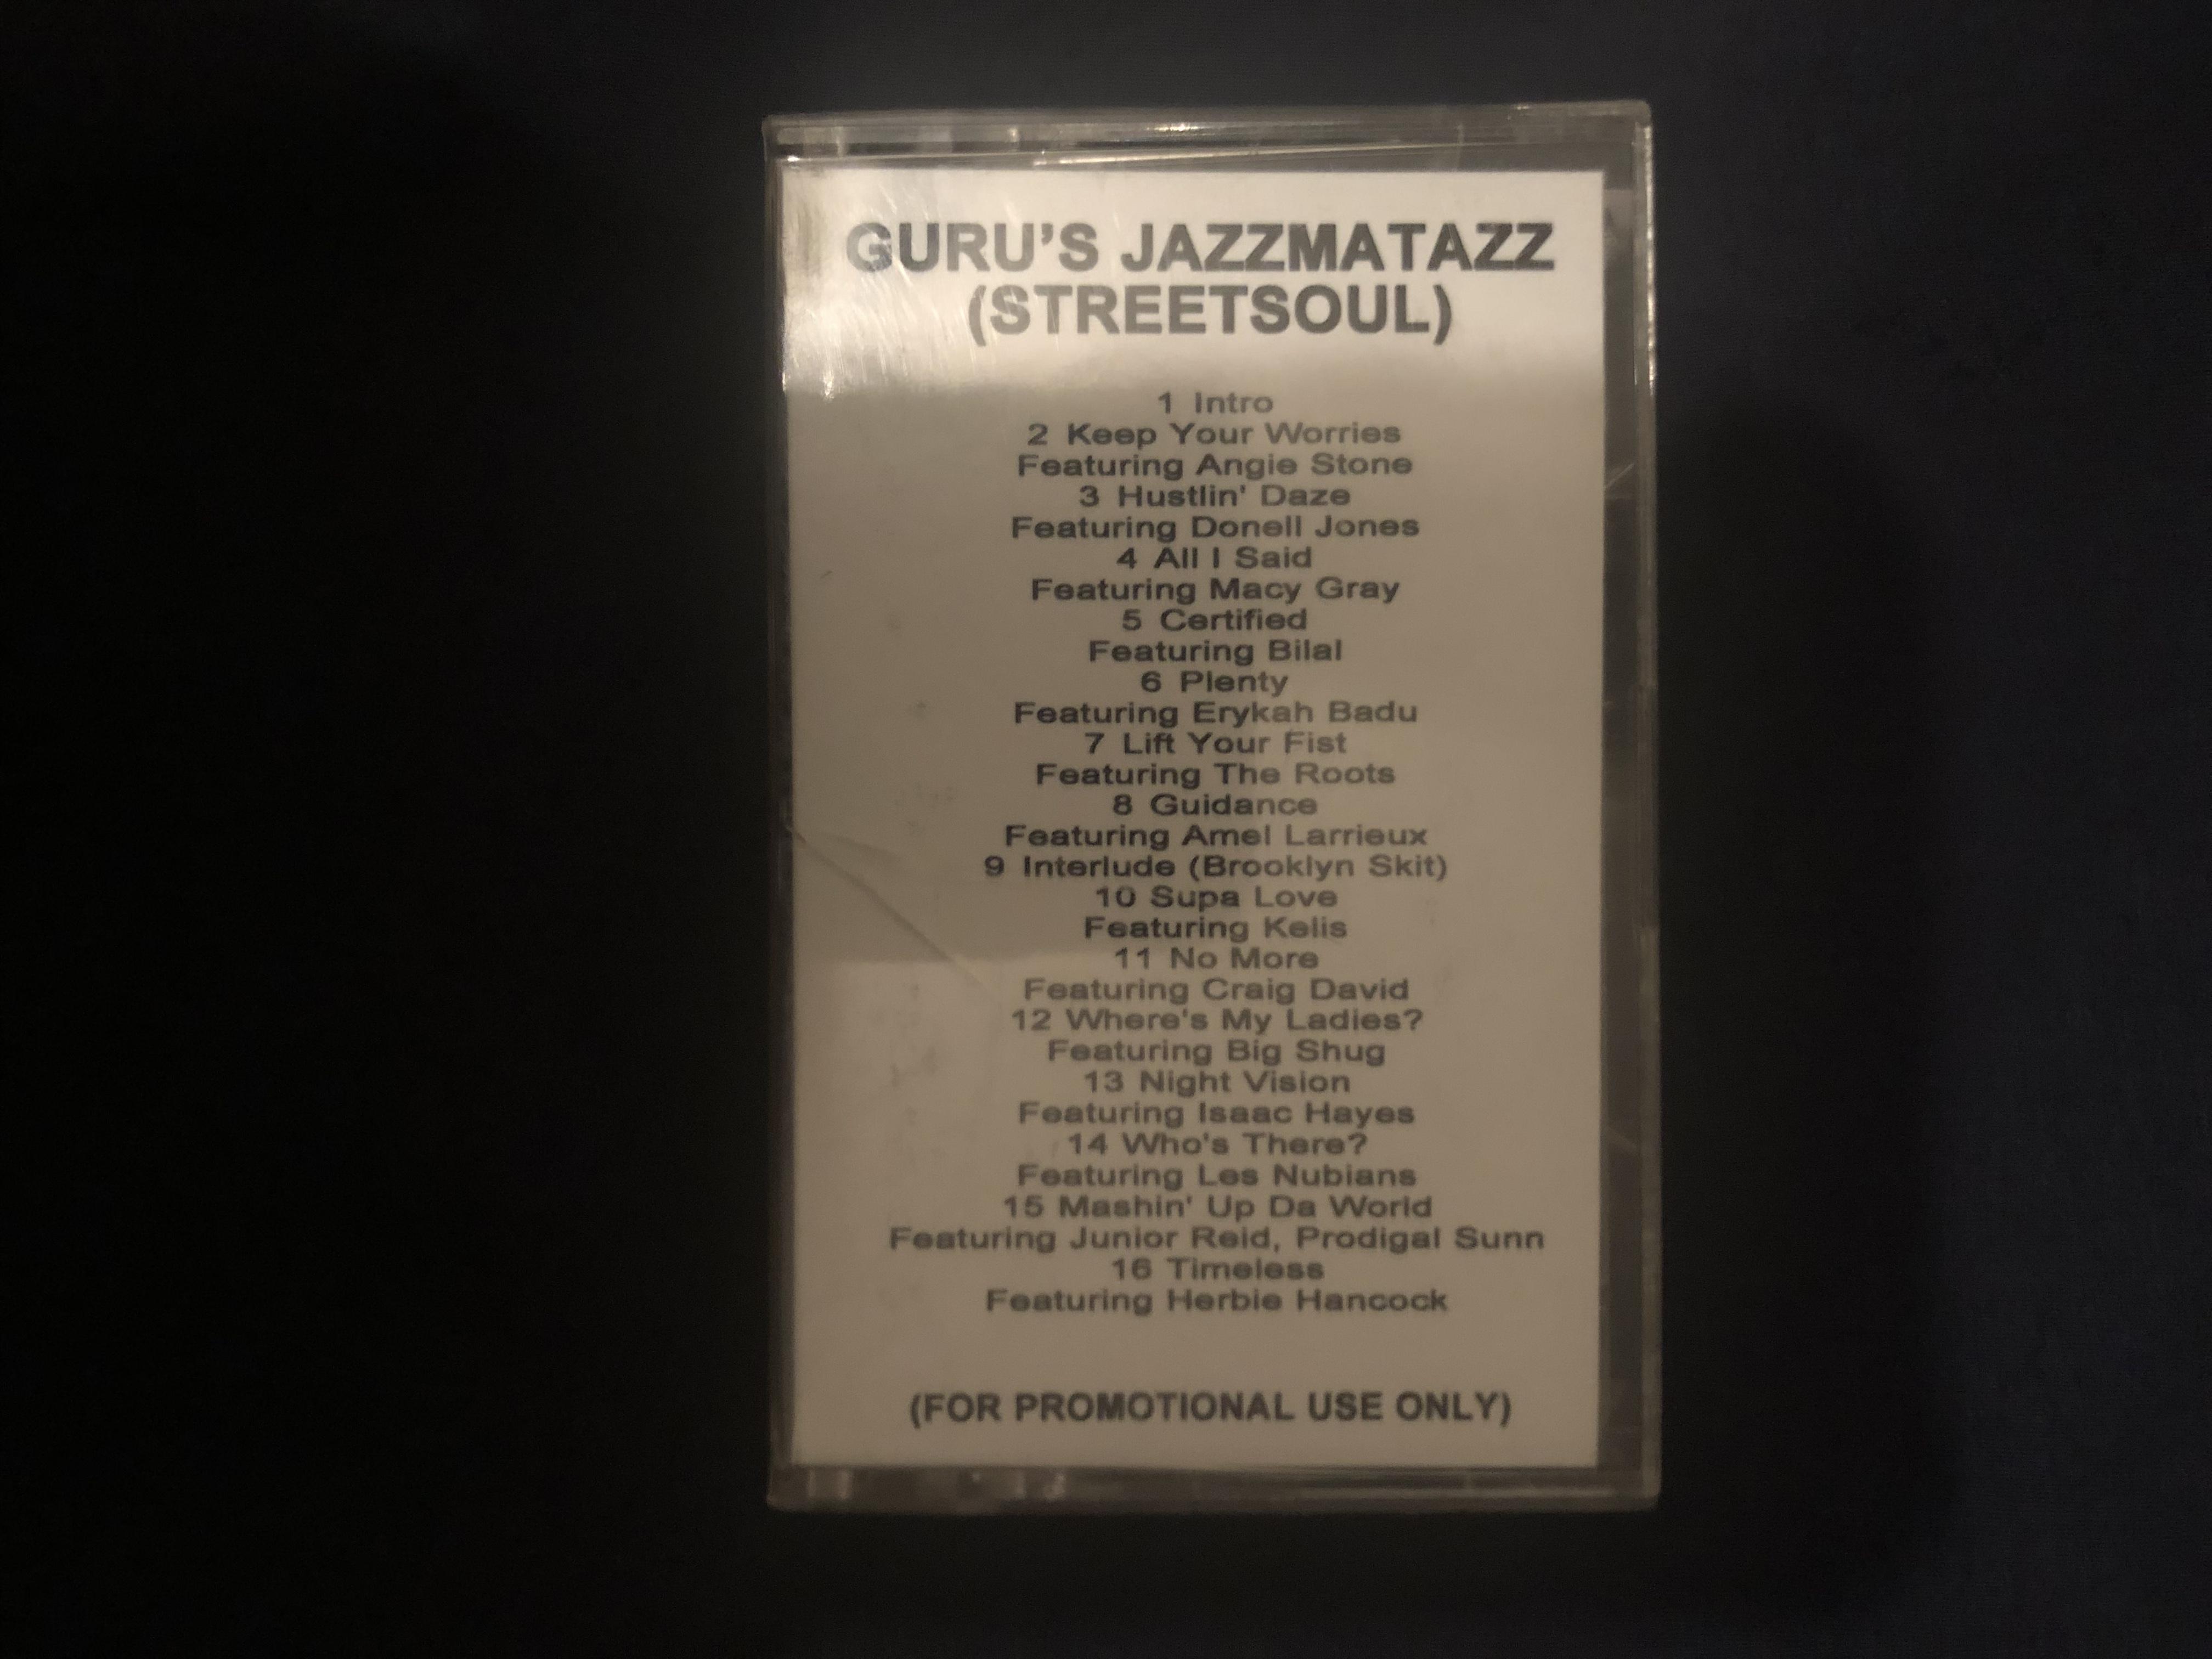 GURU'S JAZZMATAZZ
(STREETSOUL)
1 Intro
2 Keep Your Worries
Featuring Angie Stone
3 Hustlin' Daze
Featuring Donell Jones
4 All I Said
Featuring Macy Gray
5 Certified
Featuring Bilal
6 Plenty
Featuring Erykah Badu
7 Lift Your Fist
Featuring The Roots
8 Guidance
Featuring Amel Larrieux
9 Interlude (Brooklyn Skit)
10 Supa Love
Featuring Kelis
11 No More
Featuring Craig David
12 Where's My Ladies?
Featuring Big Shug
13 Night Vision
Featuring Isaac Hayes
14 Who's There?
Featuring Les Nubians
15 Mashin' Up Da World
Featuring Junior Reid, Prodigal Sunn
16 Timeless
Featuring Herbie Hancock
(FOR PROMOTIONAL USE ONLY)